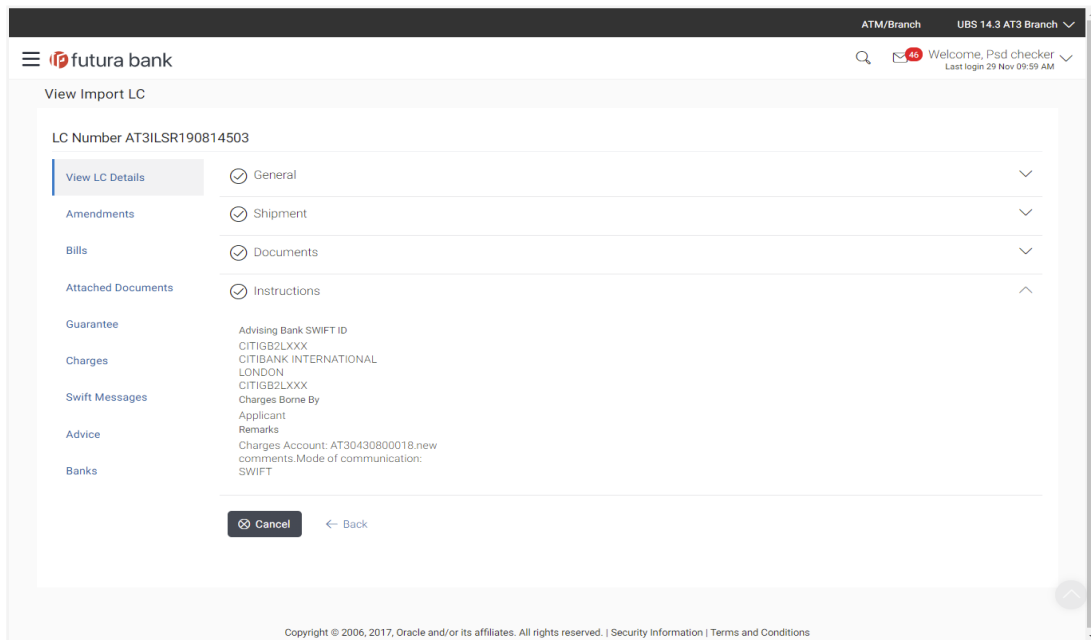 ATM/Branch
UBS 14.3 AT3 Branch
futura bank
46
Welcome, Psd checker
Last login 29 Nov 09:59 AM
View Import LC
LC Number AT3ILSR190814503
View LC Details
Amendments
Bills
Attached Documents
Guarantee
Charges
Swift Messages
Advice
Banks
General
Shipment
Documents
Instructions
Advising Bank SWIFT ID
CITIGB2LXXX
CITIBANK INTERNATIONAL
LONDON
CITIGB2LXXX
Charges Borne By
Applicant
Remarks
Charges Account: AT30430800018.new
comments.Mode of communication:
SWIFT
Cancel
Back
Copyright © 2006, 2017, Oracle and/or its affiliates. All rights reserved. | Security Information | Terms and Conditions